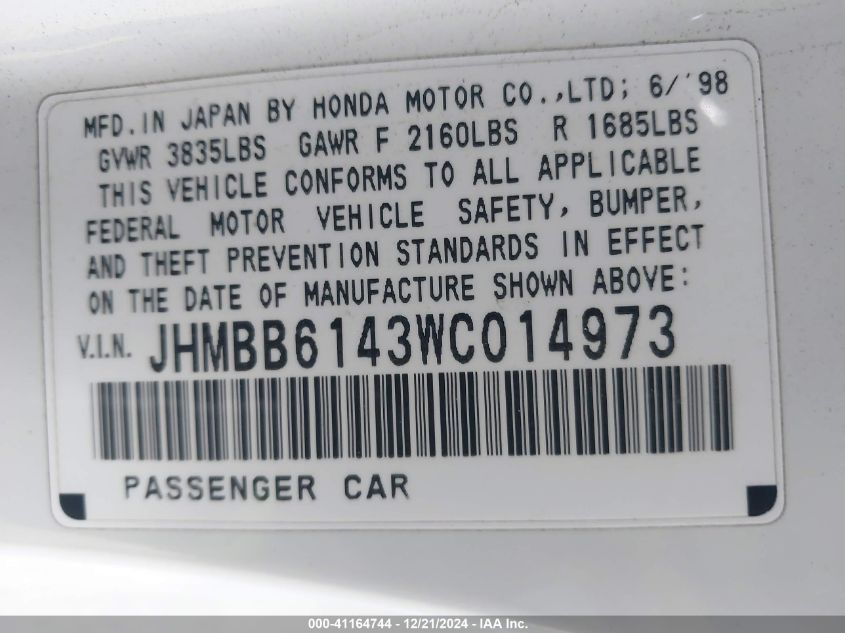 MFD.IN JAPAN BY HONDA MOTOR CO.,LTD; 6/'98
GVWR 3835LBS GAWR F 2160LBS R 1685LBS
THIS VEHICLE CONFORMS TO ALL APPLICABLE
FEDERAL MOTOR VEHICLE SAFETY, BUMPER,
AND THEFT PREVENTION STANDARDS IN EFFECT
ON THE DATE OF MANUFACTURE SHOWN ABOVE:
V.I.N. JHMBB6143WC014973
PASSENGER CAR
000-41164744 - 12/21/2024 - IAA Inc.